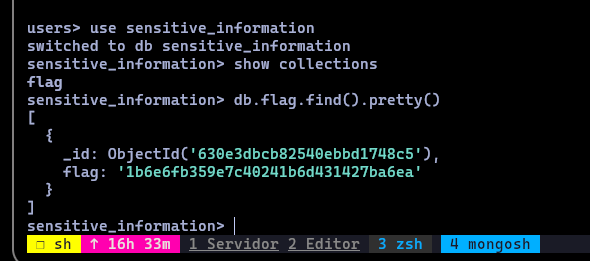 users> use sensitive_information
switched to db sensitive_information
sensitive_information> show collections
flag
sensitive_information> db.flag.find().pretty()
[
  {
    _id: ObjectId('630e3dbcb82540ebbd1748c5'),
    flag: '1b6e6fb359e7c40241b6d431427ba6ea'
  }
]
sensitive_information>
❐ sh ↑ 16h 33m 1 Servidor 2 Editor 3 zsh 4 mongosh